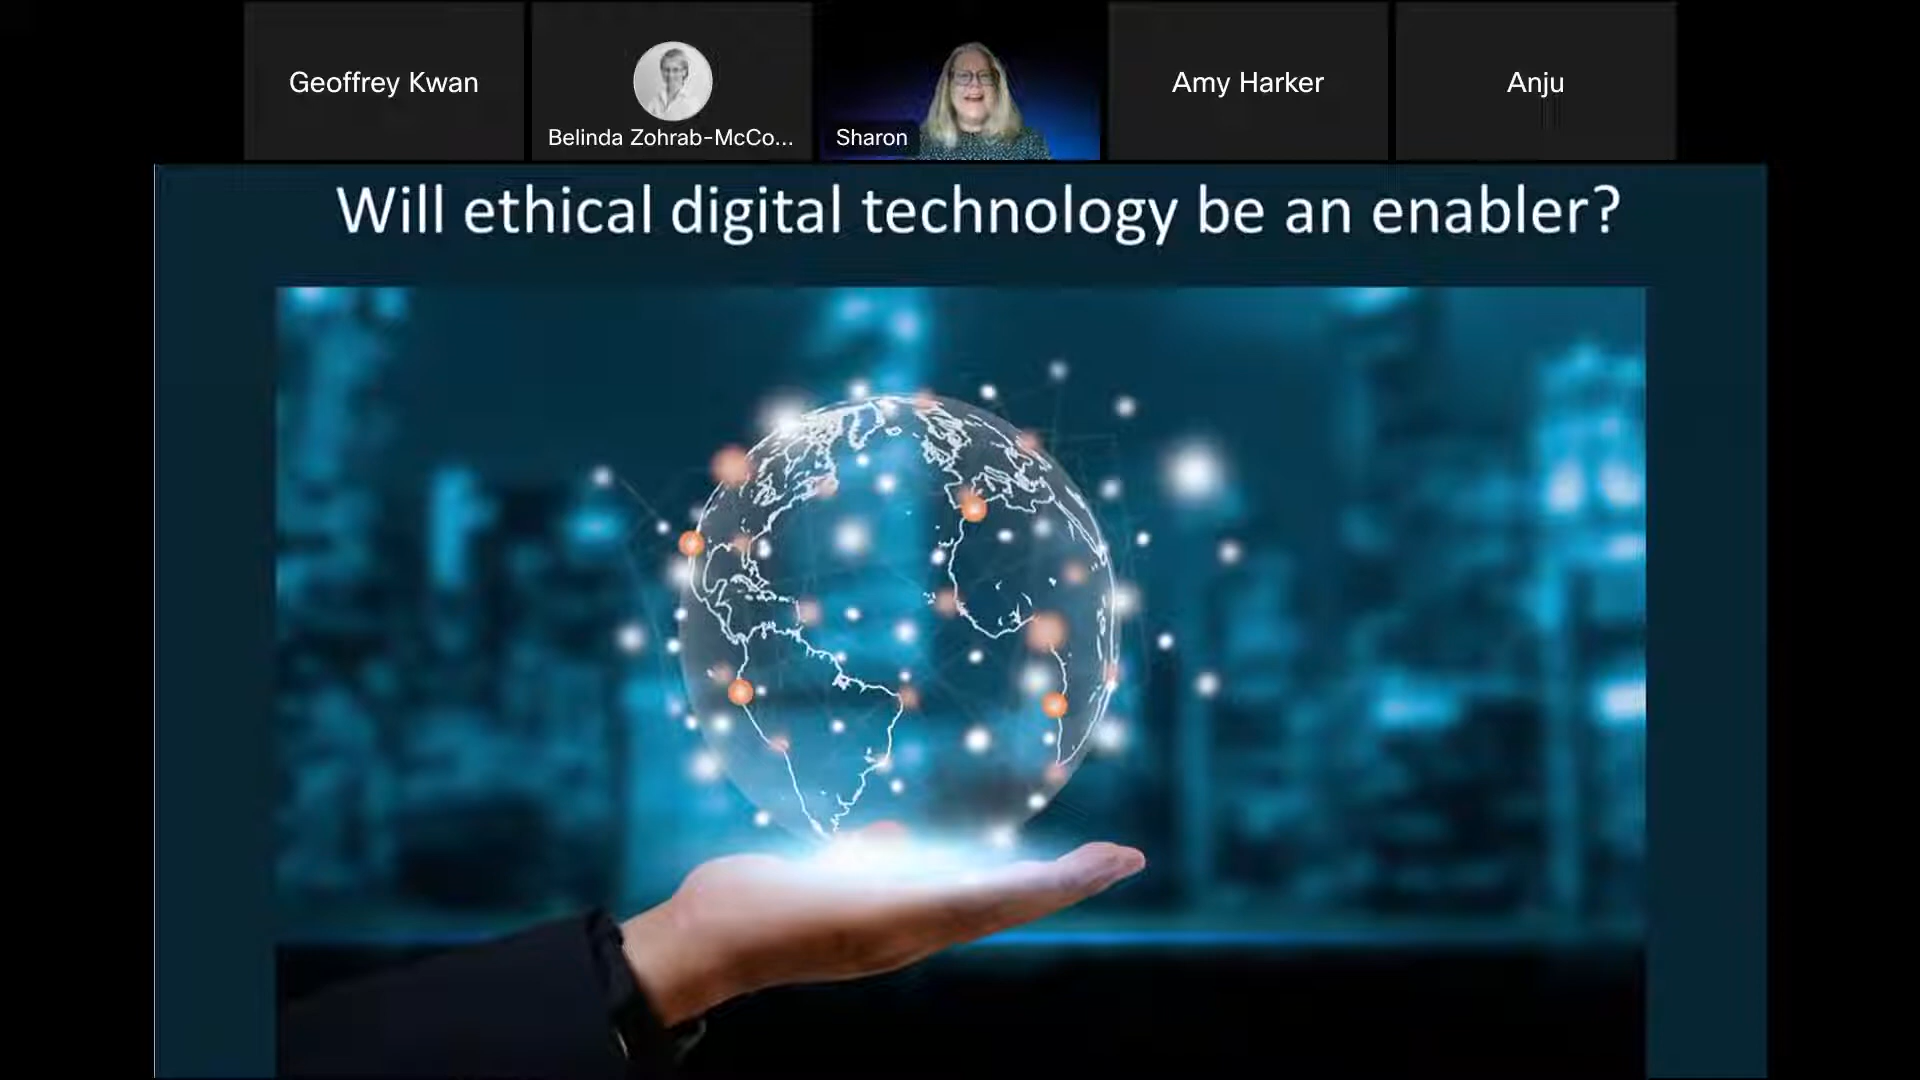 Geoffrey Kwan
Belinda Zohrab-McCo...
Sharon
Amy Harker
Anju
Will ethical digital technology be an enabler?